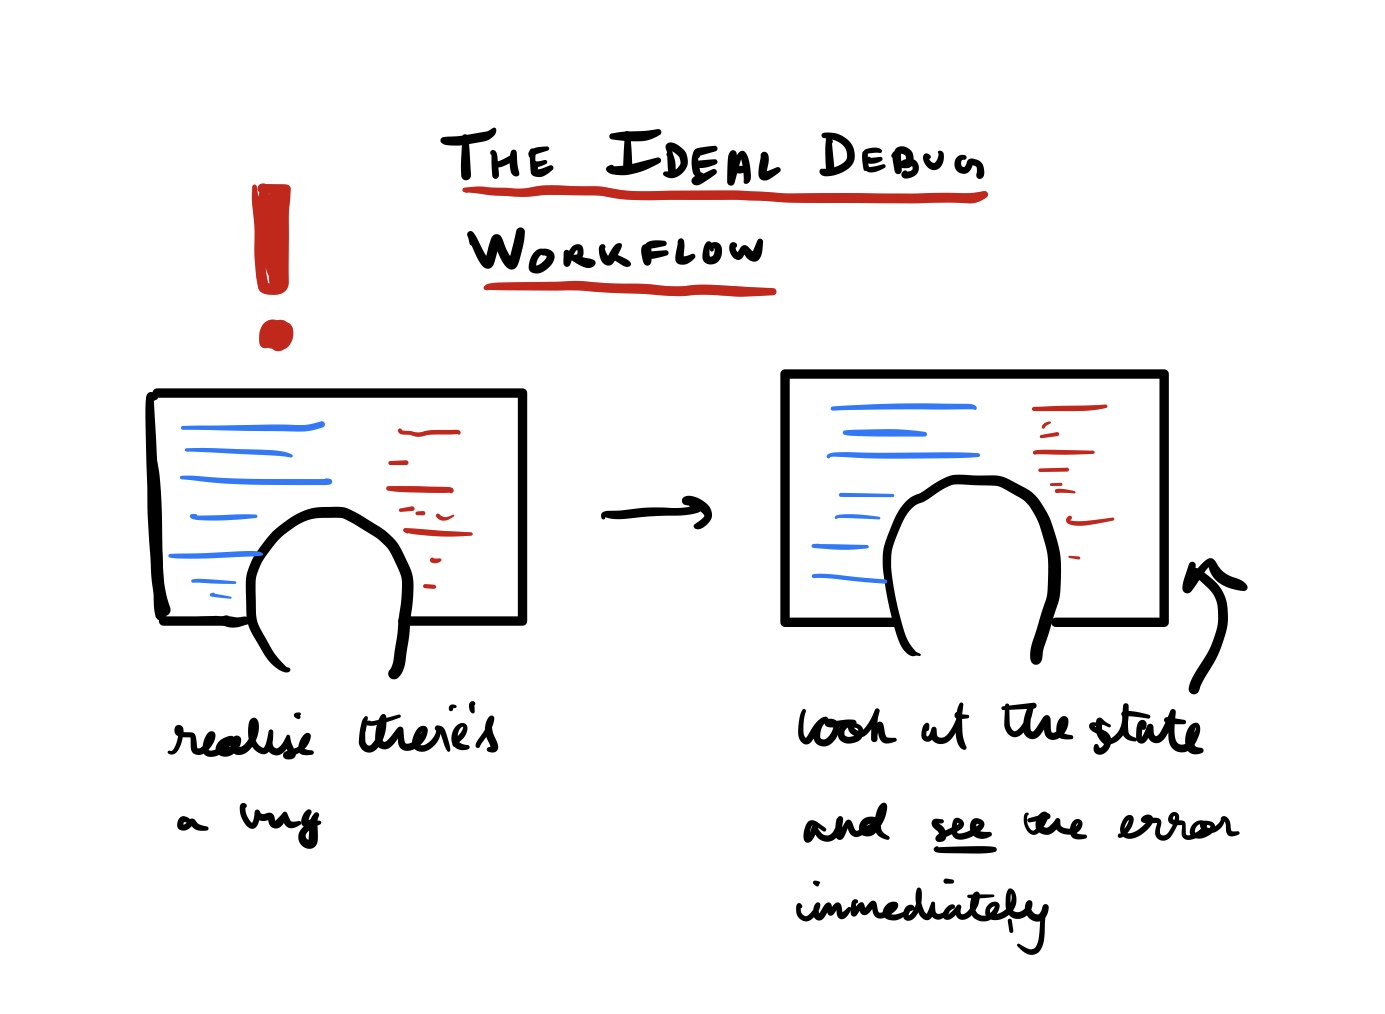 THE IDEAL DEBUG
WORKFLOW
!
realise there's
a bug
look at the state
and see the error
immediately